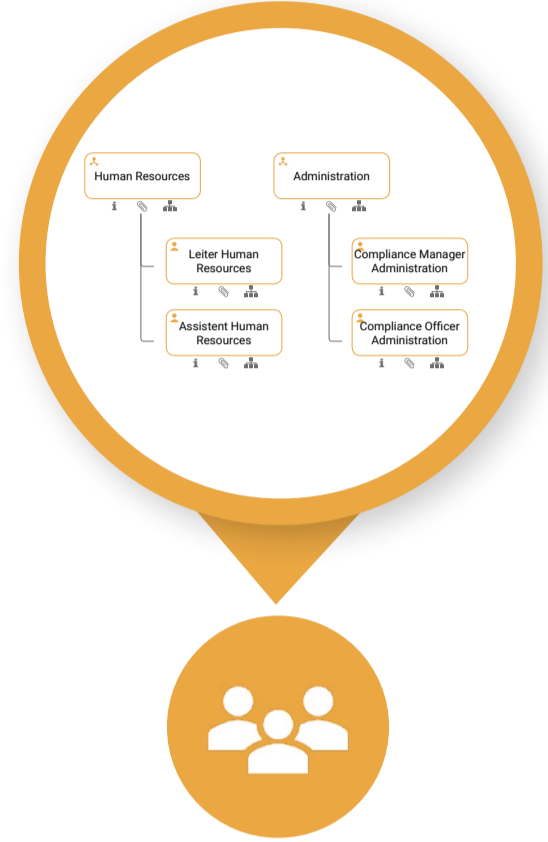 Human Resources
Administration
Leiter Human
Resources
Compliance Manager
Administration
Assistent Human
Resources
Compliance Officer
Administration